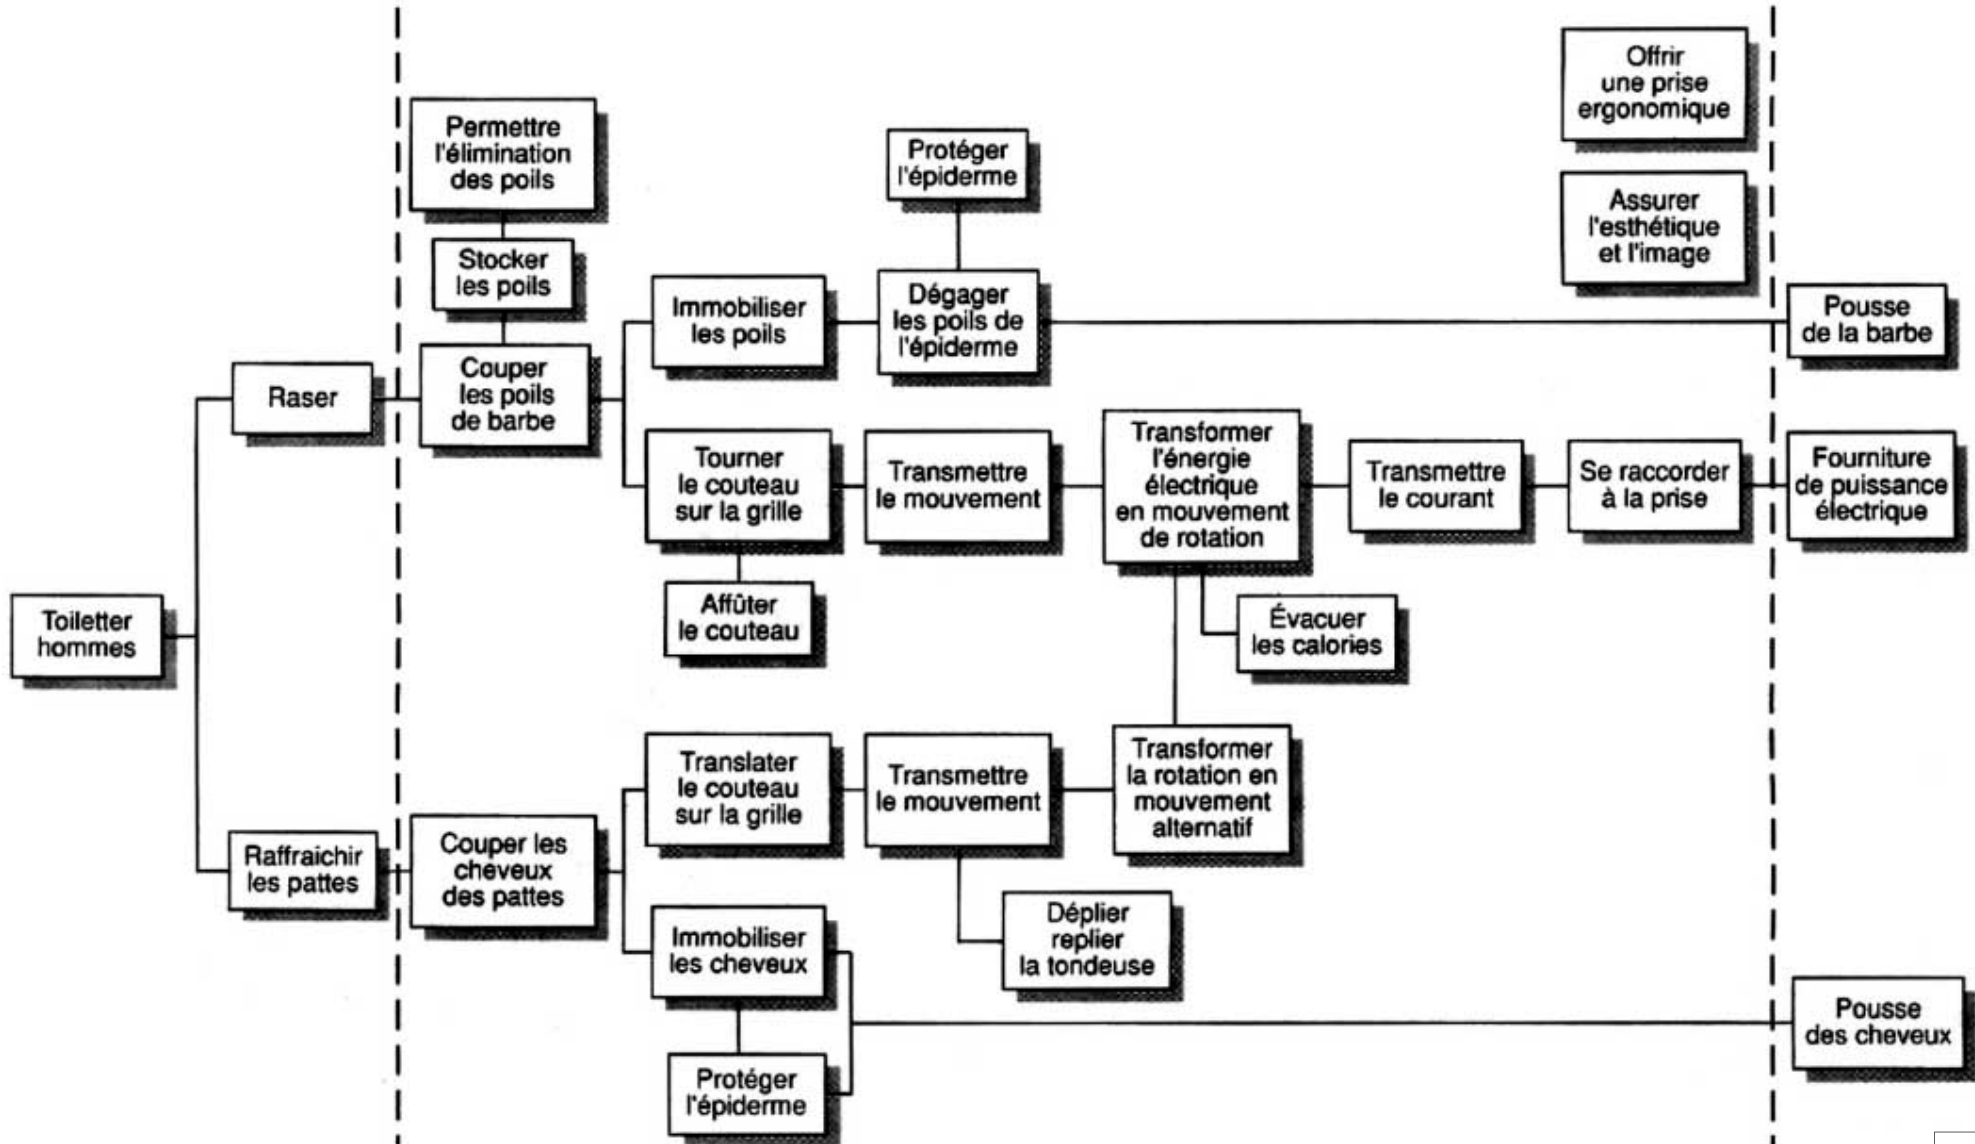 Offrir
une prise
ergonomique
Permettre
l'élimination
des poils
Protéger
l'épiderme
Assurer
l'esthétique
et l'image
Stocker
les poils
Immobiliser
les poils
Dégager
les poils de
l'épiderme
Pousse
de la barbe
Raser
Couper
les poils
de barbe
Tourner
le couteau
sur la grille
Transmettre
le mouvement
Transformer
l'énergie
électrique
en mouvement
de rotation
Transmettre
le courant
Se raccorder
à la prise
Fourniture
de puissance
électrique
Toiletter
hommes
Affûter
le couteau
Évacuer
les calories
Translater
le couteau
sur la grille
Transmettre
le mouvement
Transformer
la rotation en
mouvement
alternatif
Raffraichir
les pattes
Couper les
cheveux
des pattes
Immobiliser
les cheveux
Déplier
replier
la tondeuse
Pousse
des cheveux
Protéger
l'épiderme